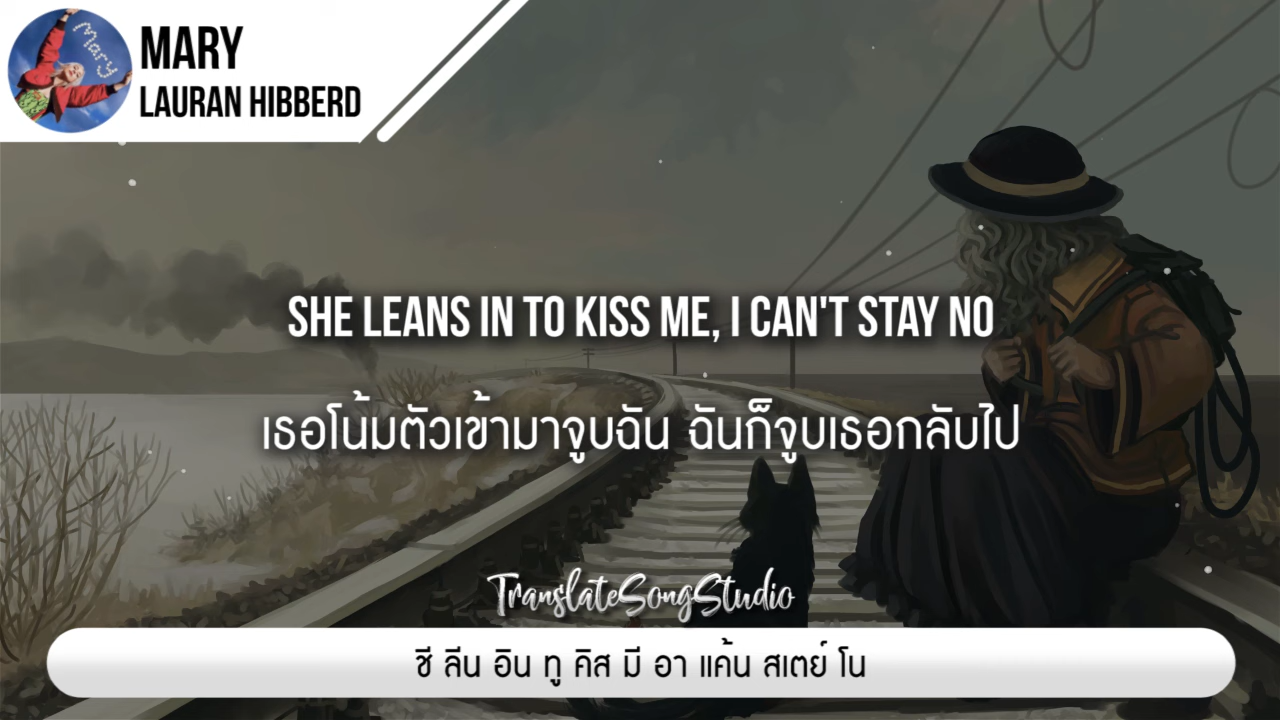 MARY
LAURAN HIBBERD
SHE LEANS IN TO KISS ME, I CAN'T STAY NO
เธอโน้มตัวเข้ามาจูบฉัน ฉันก็จูบเธอกลับไป
TranslateSongStudio
ชี ลีน อิน ทู คิส มี อา แค้น สเตย์ โน
Mary